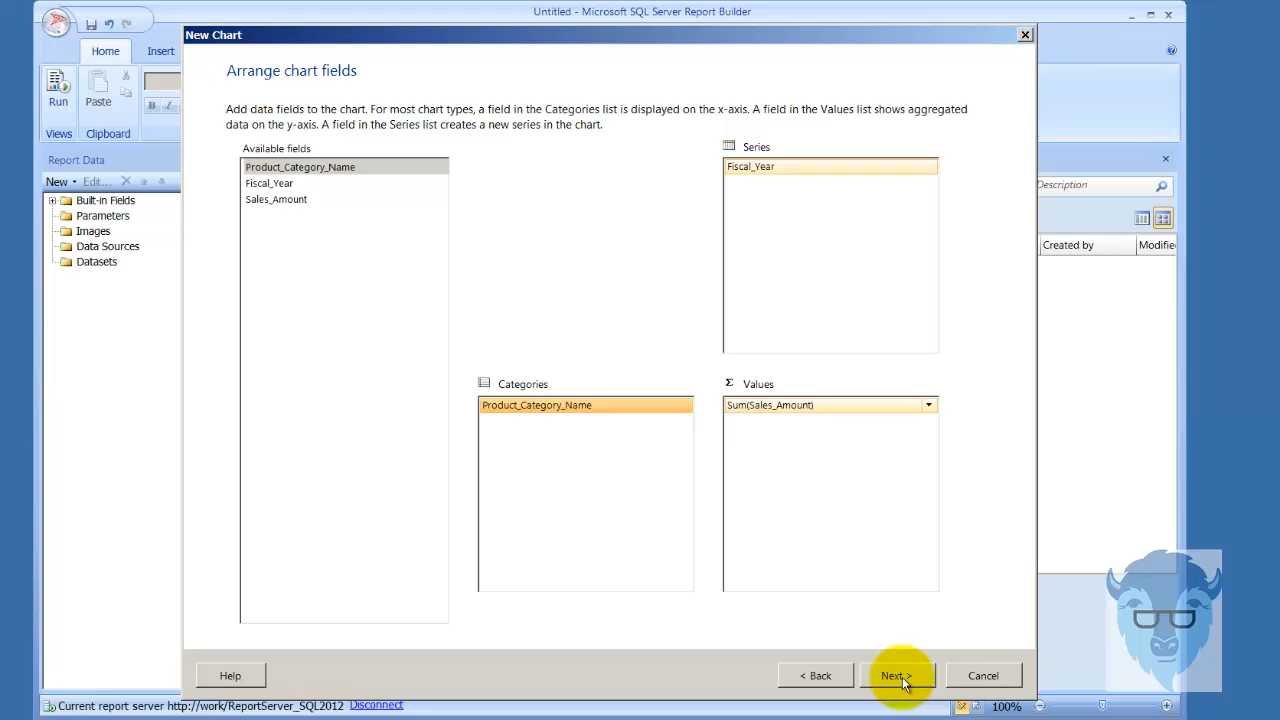 Untitled - Microsoft SQL Server Report Builder
New Chart
Home
Insert
Arrange chart fields
Add data fields to the chart. For most chart types, a field in the Categories list is displayed on the x-axis. A field in the Values list shows aggregated
data on the y-axis. A field in the Series list creates a new series in the chart.
Run
Paste
B
I
Views
Clipboard
Available fields
Series
Report Data
Product_Category_Name
Fiscal_Year
New
Edit...
Fiscal_Year
Description
Built-in Fields
Sales_Amount
Parameters
Images
Data Sources
Created by
Modifie
Datasets
Categories
Σ Values
Product_Category_Name
Sum(Sales_Amount)
Help
< Back
Next >
Cancel
Current report server http://work/ReportServer_SQL2012 Disconnect
100%